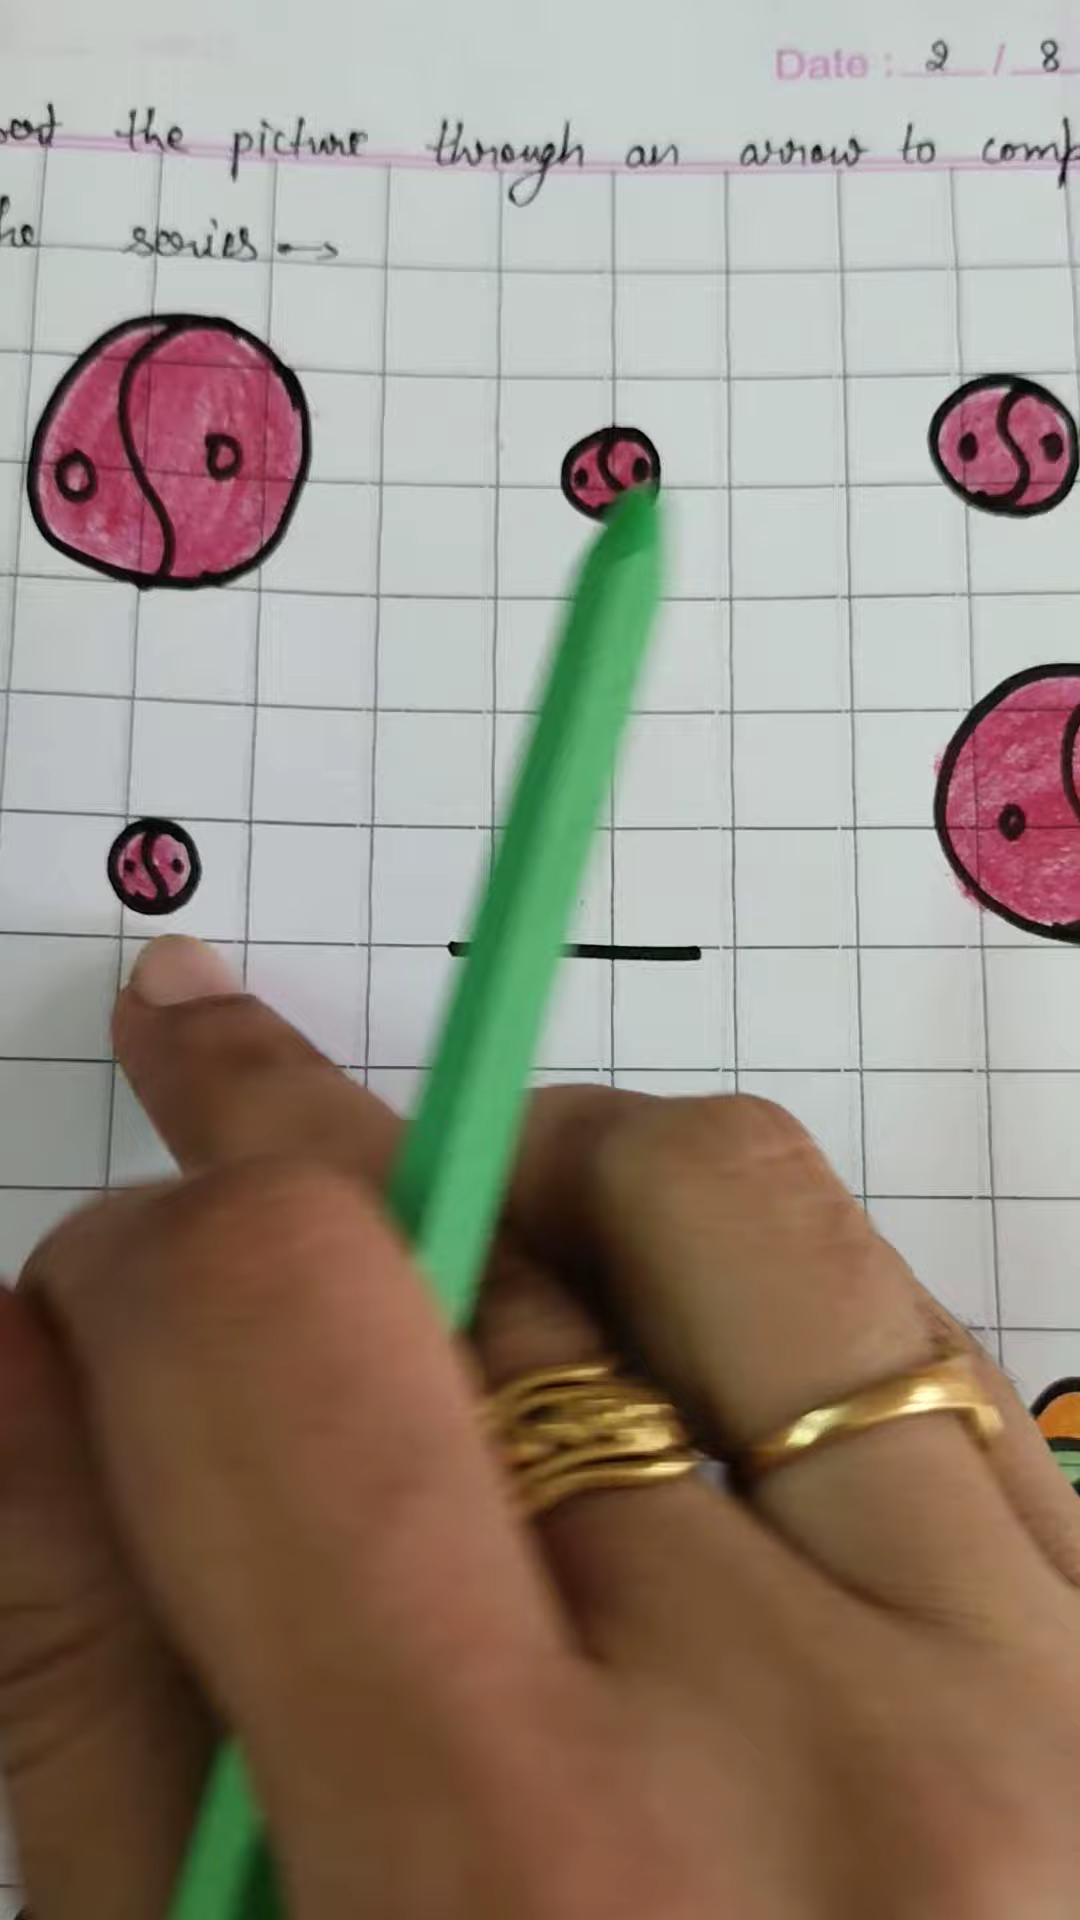 Date : 2 / 8
the picture through an arrow to comp
series →